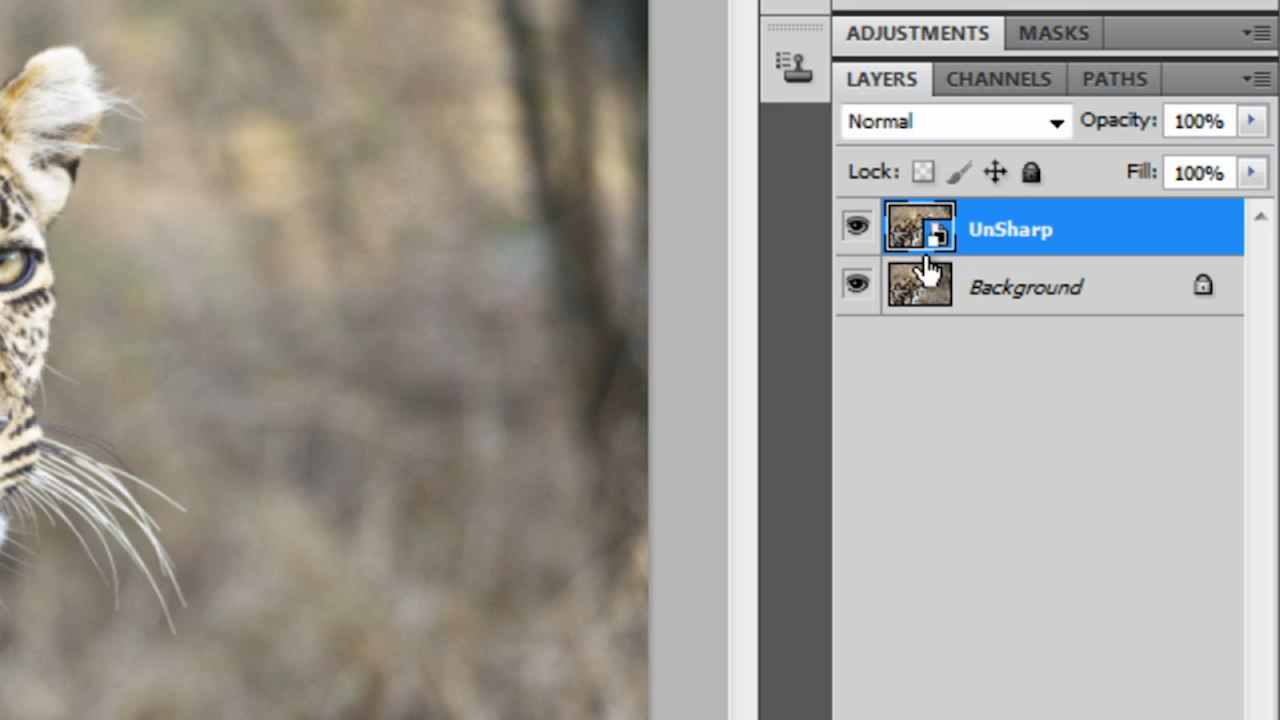 ADJUSTMENTS MASKS
LAYERS CHANNELS PATHS
Normal Opacity: 100%
Lock: Fill: 100%
UnSharp
Background